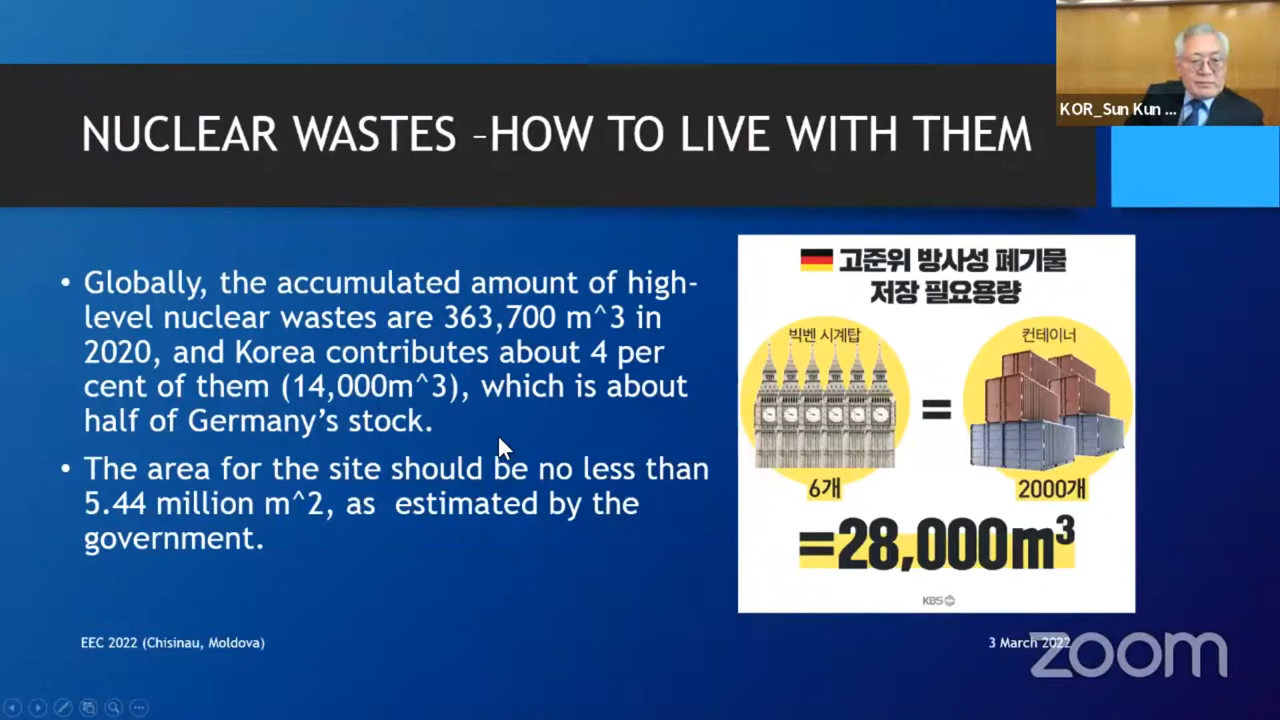 KOR_Sun Kun ...
NUCLEAR WASTES –HOW TO LIVE WITH THEM
• Globally, the accumulated amount of high-
level nuclear wastes are 363,700 m^3 in
2020, and Korea contributes about 4 per
cent of them (14,000m^3), which is about
half of Germany’s stock.
• The area for the site should be no less than
5.44 million m^2, as  estimated by the
government.
고준위 방사성 폐기물
저장 필요용량
빅벤 시계탑
컨테이너
=
6개
2000개
=28,000m³
KBS
EEC 2022 (Chisinau, Moldova)
3 March 2022
zoom